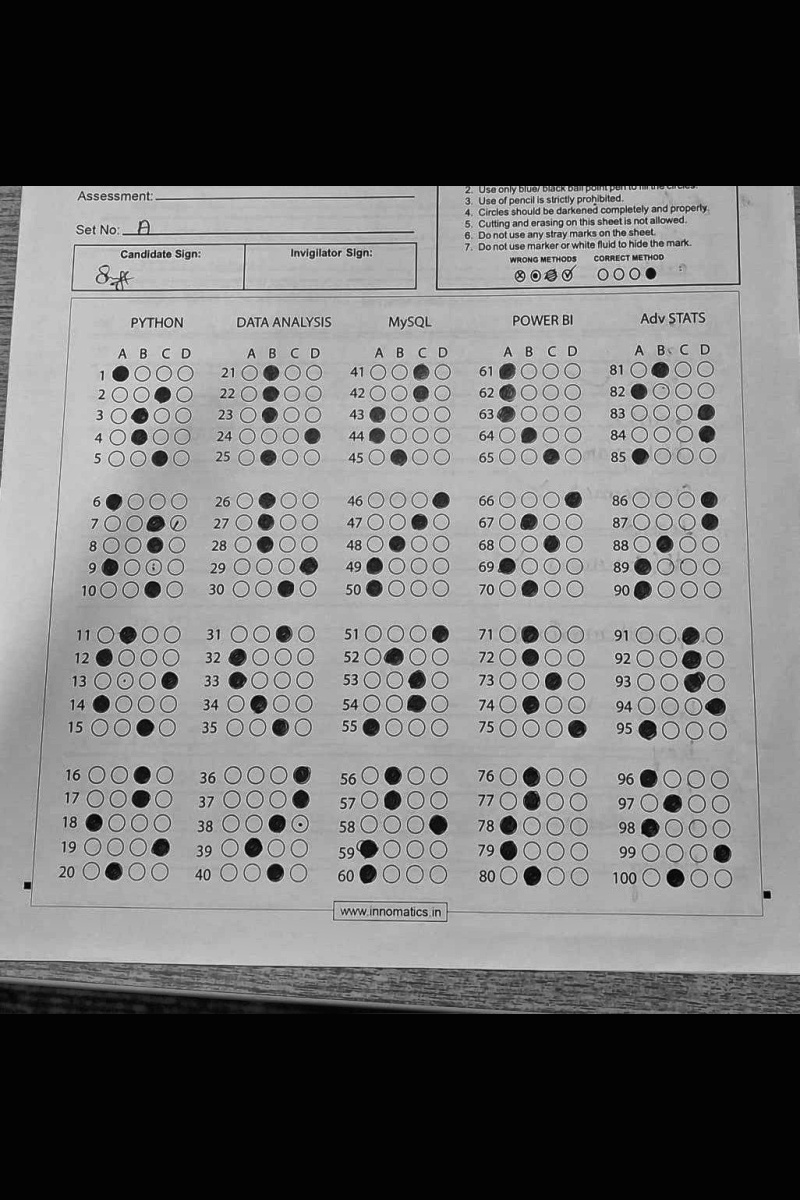 Assessment:
Set No: A
Candidate Sign: Invigilator Sign:
2. Use only blue/ black ball point pen to fill the circles.
3. Use of pencil is strictly prohibited.
4. Circles should be darkened completely and properly.
5. Cutting and erasing on this sheet is not allowed.
6. Do not use any stray marks on the sheet.
7. Do not use marker or white fluid to hide the mark.
WRONG METHODS CORRECT METHOD
PYTHON DATA ANALYSIS MySQL POWER BI Adv STATS
A B C D A B C D A B C D A B C D A B C D
1 21 41 61 81
2 22 42 62 82
3 23 43 63 83
4 24 44 64 84
5 25 45 65 85
6 26 46 66 86
7 27 47 67 87
8 28 48 68 88
9 29 49 69 89
10 30 50 70 90
11 31 51 71 91
12 32 52 72 92
13 33 53 73 93
14 34 54 74 94
15 35 55 75 95
16 36 56 76 96
17 37 57 77 97
18 38 58 78 98
19 39 59 79 99
20 40 60 80 100
www.innomatics.in